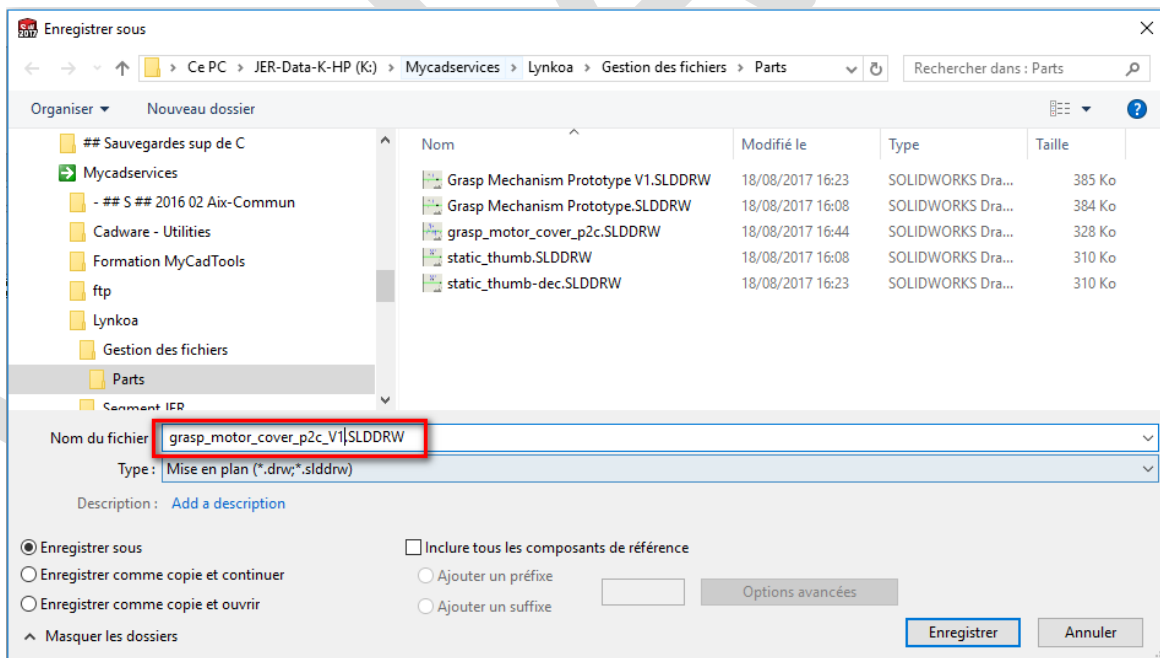 Enregistrer sous
Ce PC > JER-Data-K-HP (K:) > Mycadservices > Lynkoa > Gestion des fichiers > Parts
Rechercher dans : Parts
Organiser Nouveau dossier
## Sauvegardes sup de C
Mycadservices
- ## S ## 2016 02 Aix-Commun
Cadware - Utilities
Formation MyCadTools
ftp
Lynkoa
Gestion des fichiers
Parts
Segment JER
Nom Modifié le Type Taille
Grasp Mechanism Prototype V1.SLDDRW 18/08/2017 16:23 SOLIDWORKS Dra... 385 Ko
Grasp Mechanism Prototype.SLDDRW 18/08/2017 16:08 SOLIDWORKS Dra... 384 Ko
grasp_motor_cover_p2c.SLDDRW 18/08/2017 16:44 SOLIDWORKS Dra... 328 Ko
static_thumb.SLDDRW 18/08/2017 16:08 SOLIDWORKS Dra... 310 Ko
static_thumb-dec.SLDDRW 18/08/2017 16:23 SOLIDWORKS Dra... 310 Ko
Nom du fichier grasp_motor_cover_p2c_V1.SLDDRW
Type : Mise en plan (*.drw;*.slddrw)
Description : Add a description
Enregistrer sous
Enregistrer comme copie et continuer
Enregistrer comme copie et ouvrir
Inclure tous les composants de référence
Ajouter un préfixe
Ajouter un suffixe
Options avancées
Masquer les dossiers
Enregistrer Annuler